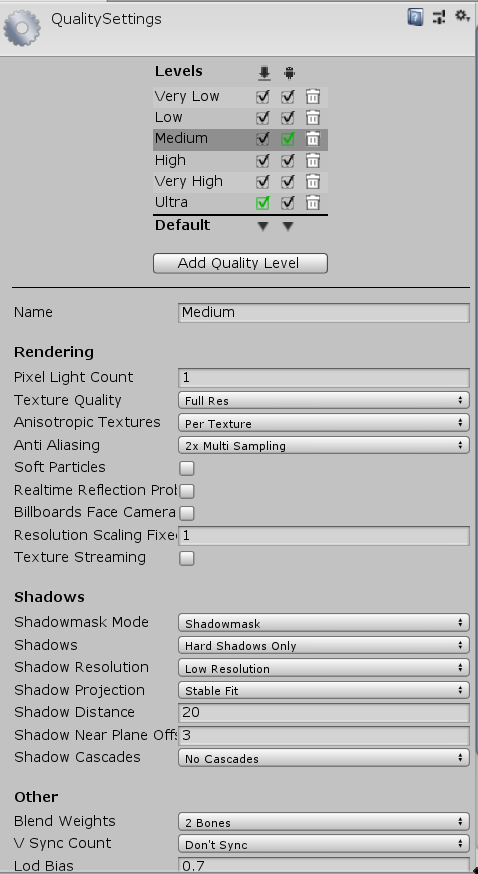 QualitySettings
Levels
Very Low
Low
Medium
High
Very High
Ultra
Default
Add Quality Level
Name Medium
Rendering
Pixel Light Count 1
Texture Quality Full Res
Anisotropic Textures Per Texture
Anti Aliasing 2x Multi Sampling
Soft Particles
Realtime Reflection Prob
Billboards Face Camera
Resolution Scaling Fixed 1
Texture Streaming
Shadows
Shadowmask Mode Shadowmask
Shadows Hard Shadows Only
Shadow Resolution Low Resolution
Shadow Projection Stable Fit
Shadow Distance 20
Shadow Near Plane Offs 3
Shadow Cascades No Cascades
Other
Blend Weights 2 Bones
V Sync Count Don't Sync
Lod Bias 0.7